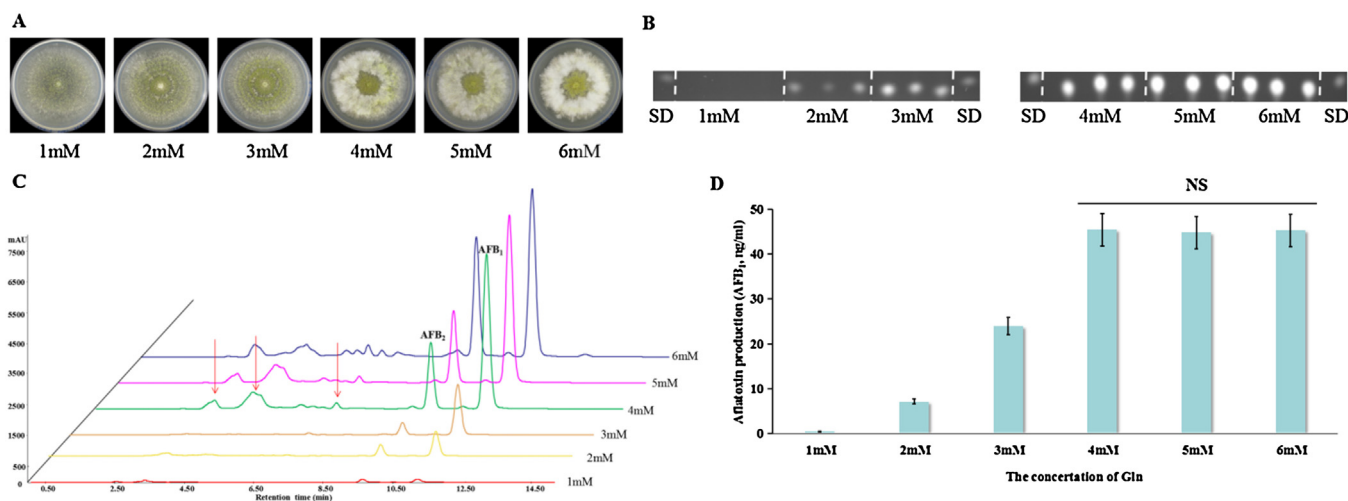 A
1mM 2mM 3mM 4mM 5mM 6mM
B
SD 1mM 2mM 3mM SD SD 4mM 5mM 6mM SD
C
mAU
7500
6500
5500
4500
3500
2500
1500
500
0
AFB1
AFB2
6mM
5mM
4mM
3mM
2mM
1mM
0.50 2.50 4.50 6.50 8.50 10.50 12.50 14.50
Retention time (min)
D
NS
Aflatoxin production (AFB1, ng/ml)
50
40
30
20
10
0
1mM 2mM 3mM 4mM 5mM 6mM
The concertation of Gln